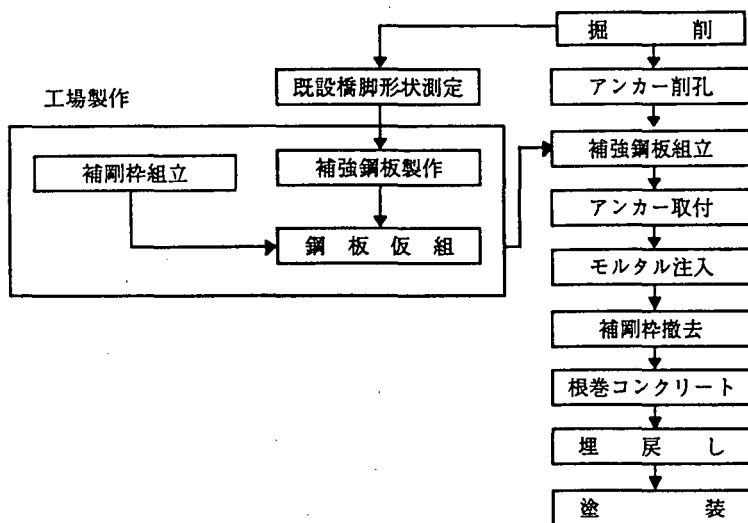 掘削
既設橋脚形状測定
アンカー削孔
工場製作
補剛枠組立
補強鋼板製作
補強鋼板組立
鋼板仮組
アンカー取付
モルタル注入
補剛枠撤去
根巻コンクリート
埋戻し
塗装